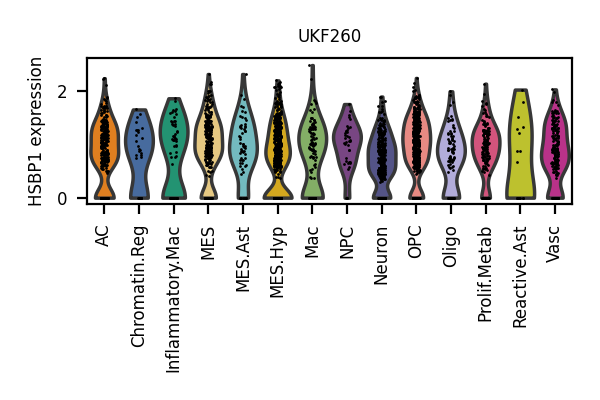 UKF260
HSBP1 expression
2
0
AC
Chromatin.Reg
Inflammatory.Mac
MES
MES.Ast
MES.Hyp
Mac
NPC
Neuron
OPC
Oligo
Prolif.Metab
Reactive.Ast
Vasc